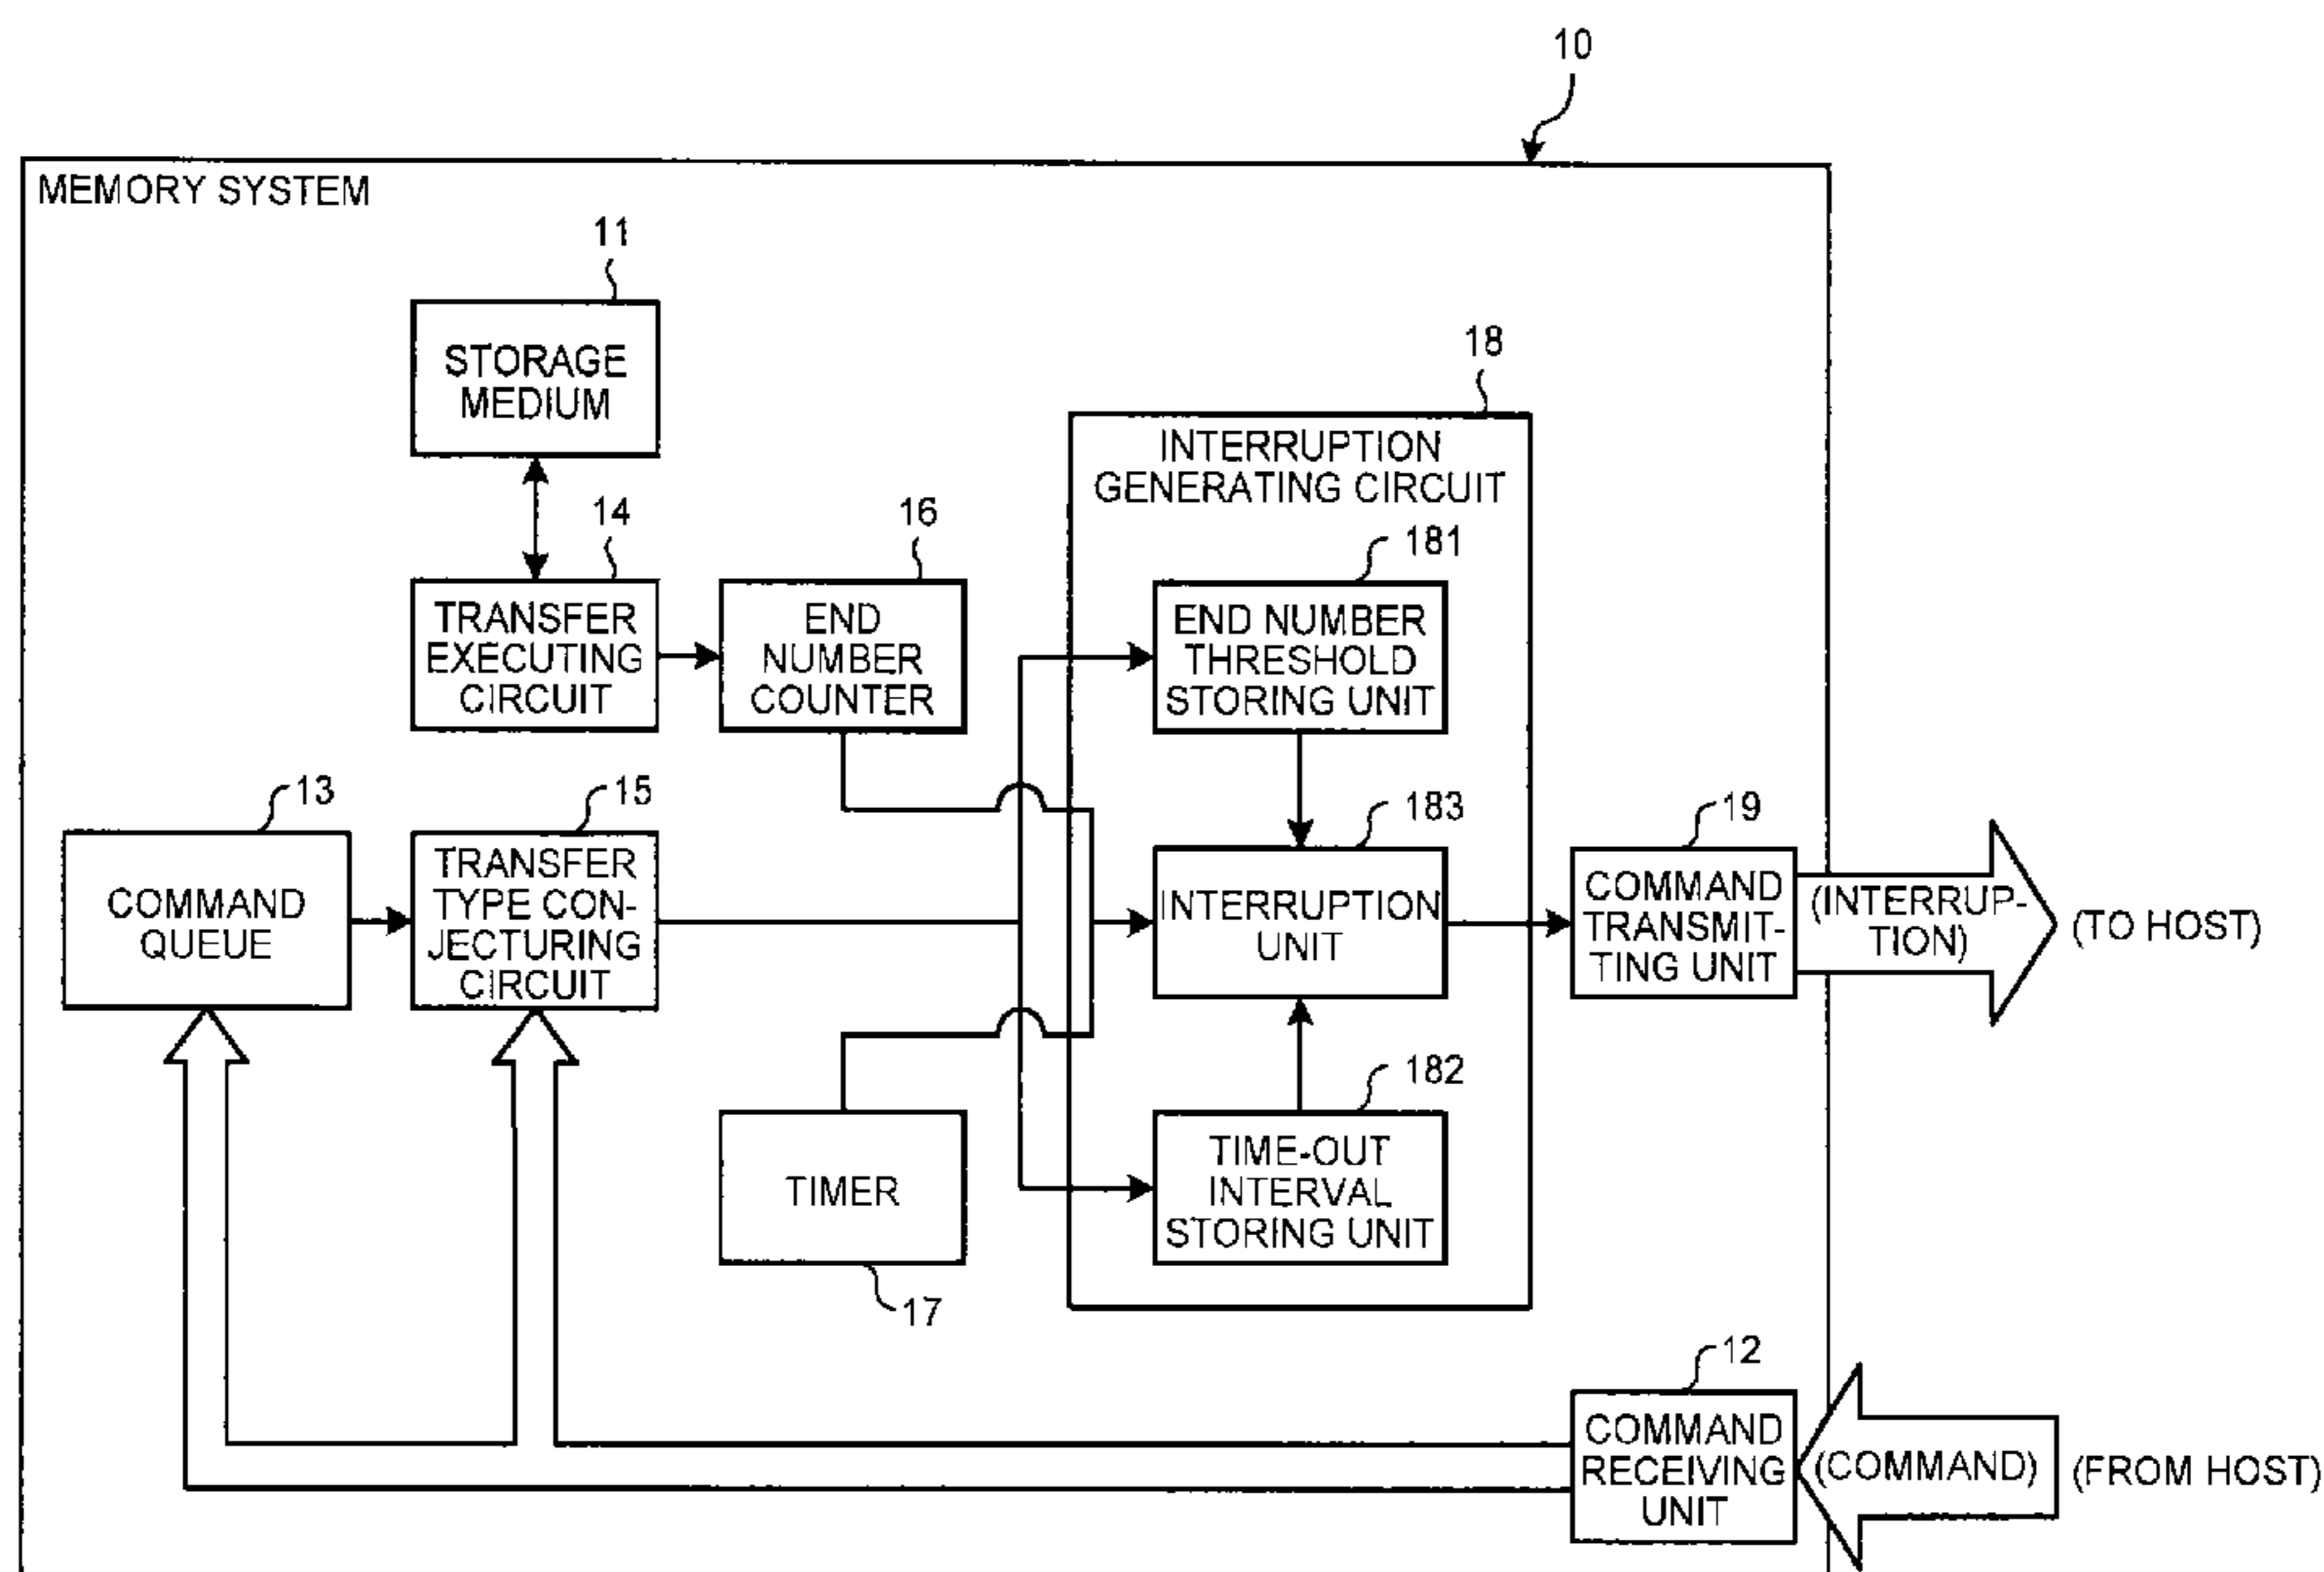 10
MEMORY SYSTEM
11
STORAGE
MEDIUM
18
INTERRUPTION
GENERATING CIRCUIT
14
TRANSFER
EXECUTING
CIRCUIT
16
END
NUMBER
COUNTER
181
END NUMBER
THRESHOLD
STORING UNIT
13
COMMAND
QUEUE
15
TRANSFER
TYPE CON-
JECTURING
CIRCUIT
183
INTERRUPTION
UNIT
19
COMMAND
TRANSMIT-
TING UNIT
(INTERRUP-
TION)
(TO HOST)
TIMER
17
182
TIME-OUT
INTERVAL
STORING UNIT
12
COMMAND
RECEIVING
UNIT
(COMMAND)
(FROM HOST)